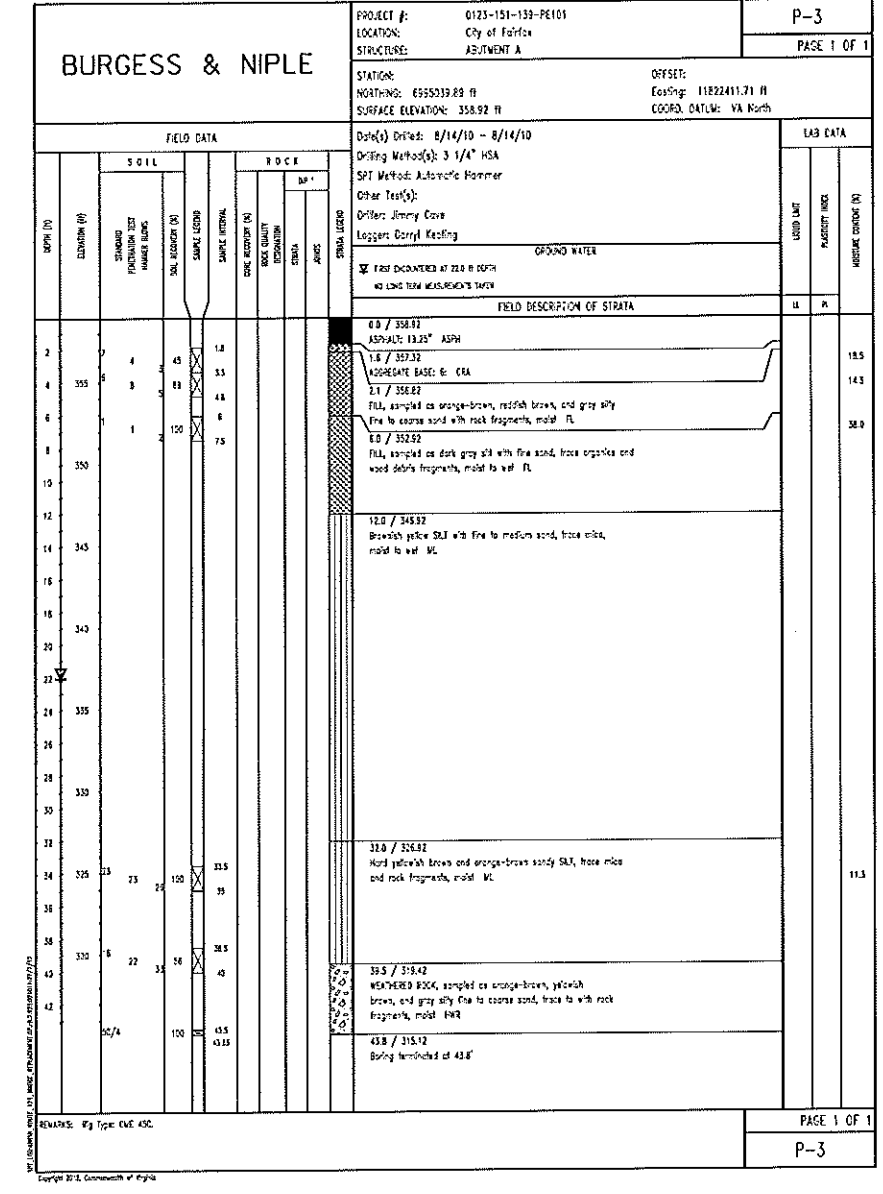 BURGESS & NIPLE
PROJECT #: 0123-151-139-PE101
LOCATION: City of Fairfax
STRUCTURE: ABUTMENT A
P-3
PAGE 1 OF 1
STATION: OFFSET:
NORTHING: 6995039.89 ft Easting: 11822411.71 ft
SURFACE ELEVATION: 358.92 ft COORD. DATUM: VA North
FIELD DATA
Date(s) Drilled: 8/14/10 - 8/14/10
LAB DATA
SOIL ROCK
Drilling Method(s): 3 1/4" HSA
SPT Method: Automatic Hammer
Other Test(s):
Driller: Jimmy Cave
Logger: Darryl Keating
DEPTH (ft)
ELEVATION (ft)
STANDARD PENETRATION TEST HAMMER BLOWS
SOIL RECOVERY (%)
SAMPLE LEGEND
SAMPLE INTERVAL
CORE RECOVERY (%)
ROCK QUALITY DESIGNATION
DIP °
STRATA
JOINTS
STRATA LEGEND
LIQUID LIMIT
PLASTICITY INDEX
MOISTURE CONTENT (%)
GROUND WATER
FIRST ENCOUNTERED AT 22.0 ft DEPTH
NO LONG TERM MEASUREMENTS TAKEN
FIELD DESCRIPTION OF STRATA
LL PI
0.0 / 358.92
ASPHALT: 13.25" ASPH
1.6 / 357.32
AGGREGATE BASE: 6: CRA
2.1 / 356.82
FILL, sampled as orange-brown, reddish brown, and gray silty
fine to coarse sand with rock fragments, moist FL
6.0 / 352.92
FILL, sampled as dark gray silt with fine sand, trace organics and
wood debris fragments, moist to wet FL
12.0 / 346.92
Brownish yellow SILT with fine to medium sand, trace mica,
moist to wet ML
32.0 / 326.92
Hard yellowish brown and orange-brown sandy SILT, trace mica
and rock fragments, moist ML
39.5 / 319.42
WEATHERED ROCK, sampled as orange-brown, yellowish
brown, and gray silty fine to coarse sand, trace to with rock
fragments, moist HWR
43.8 / 315.12
Boring terminated at 43.8'
2
4
6
8
10
12
14
16
18
20
22
24
26
28
30
32
34
36
38
40
42
355
350
345
340
335
330
325
320
7 4 3 45 1.8 3.3 19.5
6 8 5 4.8 14.3
1 1 2 100 6 7.5 38.0
23 100 33.5 35 11.3
22 38.5 40
50/4 100 43.5
REMARKS: Rig Type: CME 45C.
PAGE 1 OF 1
P-3
Copyright 2013, Commonwealth of Virginia